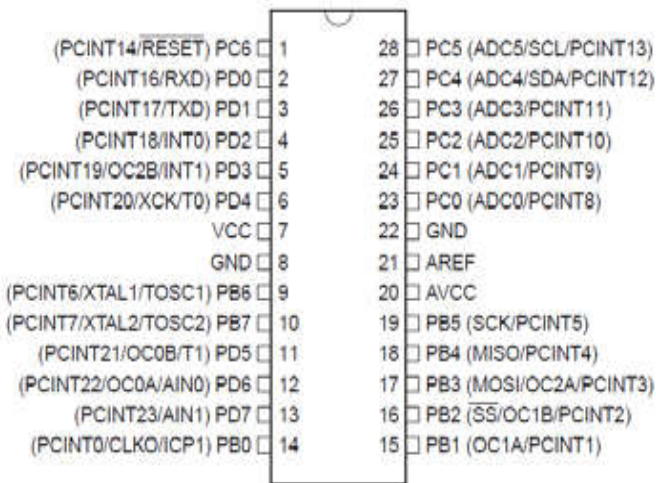 (PCINT14/RESET) PC6 1 28 PC5 (ADC5/SCL/PCINT13)
(PCINT16/RXD) PD0 2 27 PC4 (ADC4/SDA/PCINT12)
(PCINT17/TXD) PD1 3 26 PC3 (ADC3/PCINT11)
(PCINT18/INT0) PD2 4 25 PC2 (ADC2/PCINT10)
(PCINT19/OC2B/INT1) PD3 5 24 PC1 (ADC1/PCINT9)
(PCINT20/XCK/T0) PD4 6 23 PC0 (ADC0/PCINT8)
VCC 7 22 GND
GND 8 21 AREF
(PCINT6/XTAL1/TOSC1) PB6 9 20 AVCC
(PCINT7/XTAL2/TOSC2) PB7 10 19 PB5 (SCK/PCINT5)
(PCINT21/OC0B/T1) PD5 11 18 PB4 (MISO/PCINT4)
(PCINT22/OC0A/AIN0) PD6 12 17 PB3 (MOSI/OC2A/PCINT3)
(PCINT23/AIN1) PD7 13 16 PB2 (SS/OC1B/PCINT2)
(PCINT0/CLKO/ICP1) PB0 14 15 PB1 (OC1A/PCINT1)